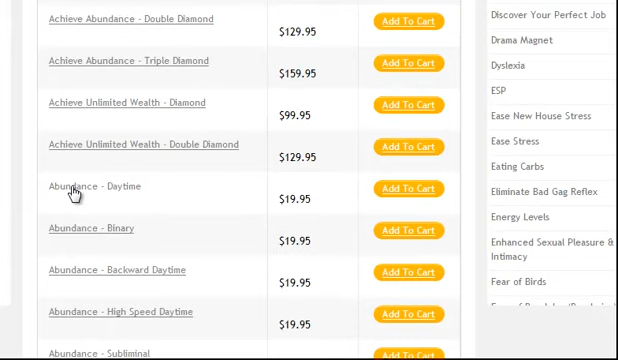 Achieve Abundance - Double Diamond
$129.95
Add To Cart
Achieve Abundance - Triple Diamond
$159.95
Add To Cart
Achieve Unlimited Wealth - Diamond
$99.95
Add To Cart
Achieve Unlimited Wealth - Double Diamond
$129.95
Add To Cart
Abundance - Daytime
$19.95
Add To Cart
Abundance - Binary
$19.95
Add To Cart
Abundance - Backward Daytime
$19.95
Add To Cart
Abundance - High Speed Daytime
$19.95
Add To Cart
Abundance - Subliminal
Add To Cart
Discover Your Perfect Job
Drama Magnet
Dyslexia
ESP
Ease New House Stress
Ease Stress
Eating Carbs
Eliminate Bad Gag Reflex
Energy Levels
Enhanced Sexual Pleasure &
Intimacy
Fear of Birds